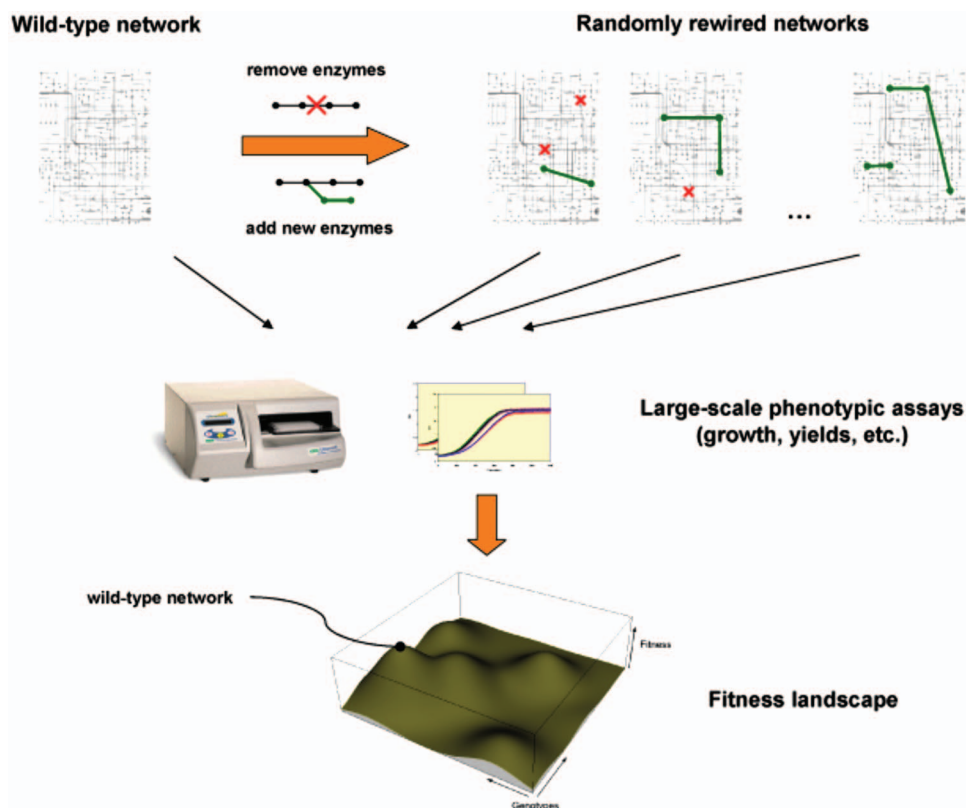 Wild-type network
Randomly rewired networks
remove enzymes
add new enzymes
...
Large-scale phenotypic assays
(growth, yields, etc.)
wild-type network
Fitness
Fitness landscape
Genotypes